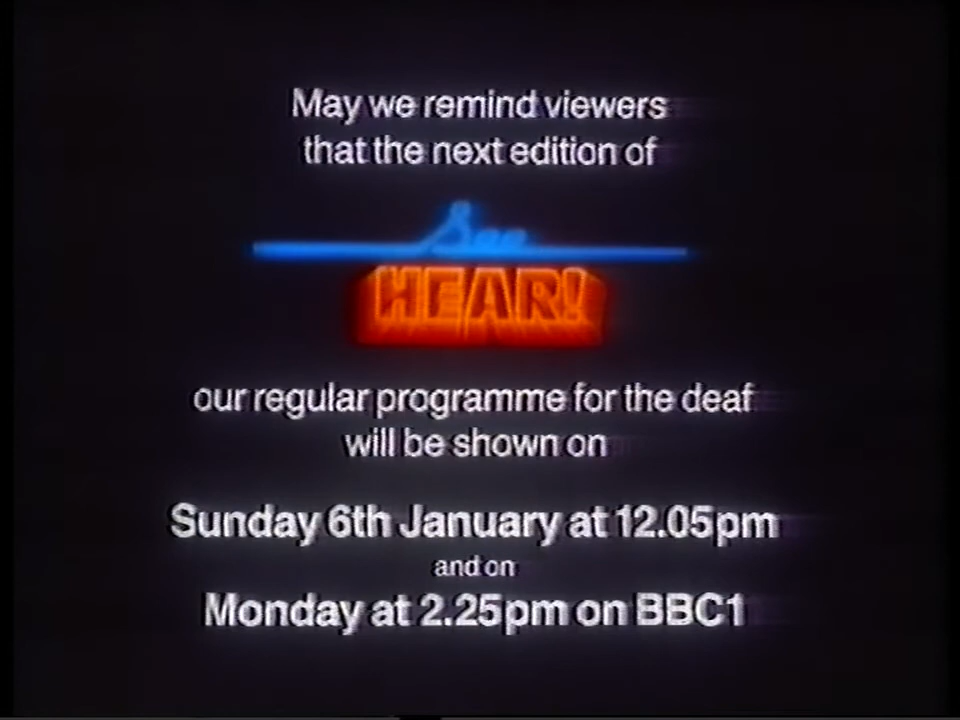 May we remind viewers
that the next edition of
See
HEAR!
our regular programme for the deaf
will be shown on
Sunday 6th January at 12.05pm
and on
Monday at 2.25pm on BBC1